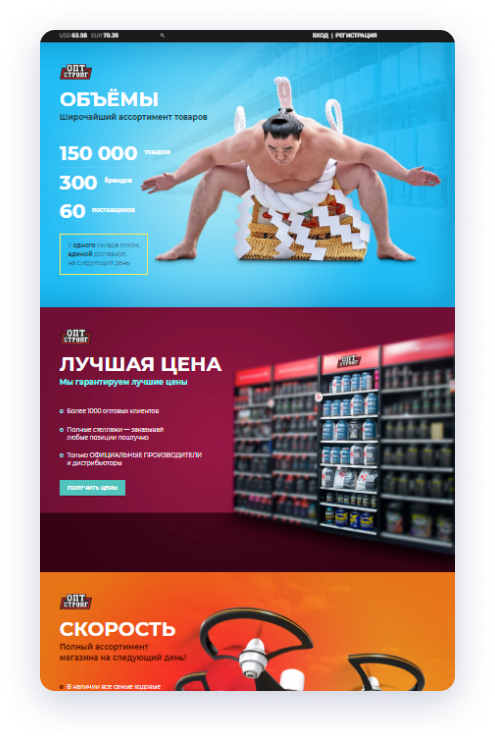 USD 63.58 EUR 70.38
ВХОД | РЕГИСТРАЦИЯ
ОПТ
СТРОНГ
ОБЪЁМЫ
Широчайший ассортимент товаров
150 000 товаров
300 брендов
60 поставщиков
с одного склада оптом,
единой доставкой,
на следующий день
ОПТ
СТРОНГ
ЛУЧШАЯ ЦЕНА
Мы гарантируем лучшие цены
Более 1000 оптовых клиентов
Полные стеллажи — заказывай
любые позиции поштучно
Только ОФИЦИАЛЬНЫЕ ПРОИЗВОДИТЕЛИ
и дистрибьюторы
ПОЛУЧИТЬ ЦЕНЫ
ОПТ
СТРОНГ
ОПТ
СТРОНГ
СКОРОСТЬ
Полный ассортимент
магазина на следующий день!
В наличии все самые ходовые